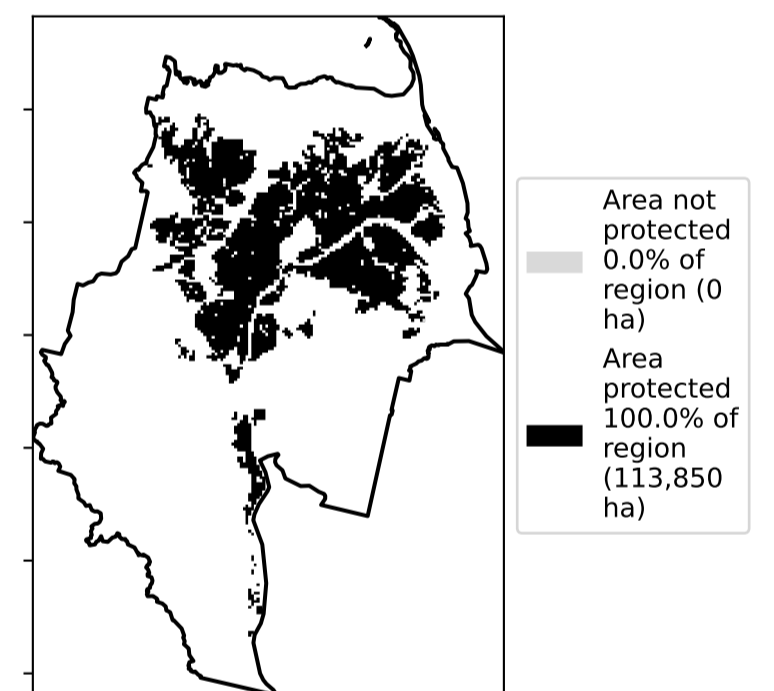 Area not
protected
0.0% of
region (0
ha)
Area
protected
100.0% of
region
(113,850
ha)